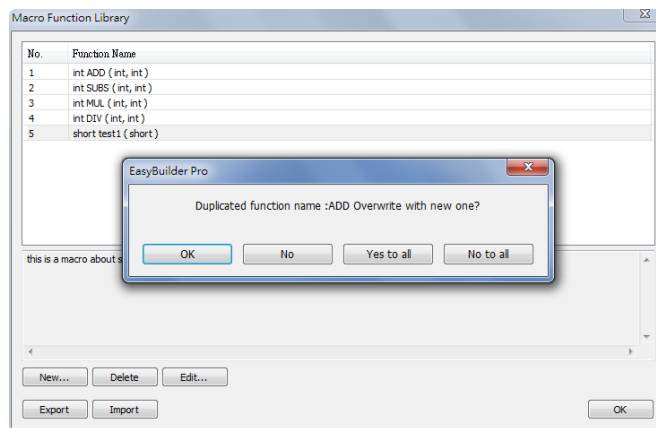 Macro Function Library
No. Function Name
1 int ADD ( int, int )
2 int SUBS ( int, int )
3 int MUL ( int, int )
4 int DIV ( int, int )
5 short test1 ( short )
EasyBuilder Pro
Duplicated function name :ADD Overwrite with new one?
OK No Yes to all No to all
this is a macro about s
New... Delete Edit...
Export Import OK